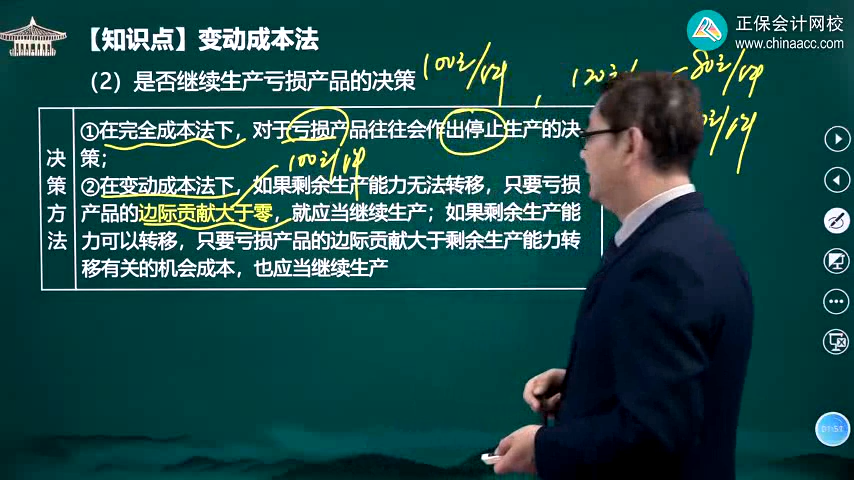 正保会计网校
www.chinaacc.com
【知识点】变动成本法
(2)是否继续生产亏损产品的决策
100元/吨
120元/
80元/吨
决策方法
①在完全成本法下，对于亏损产品往往会作出停止生产的决
策；
100元/吨
②在变动成本法下，如果剩余生产能力无法转移，只要亏损
产品的边际贡献大于零，就应当继续生产；如果剩余生产能
力可以转移，只要亏损产品的边际贡献大于剩余生产能力转
移有关的机会成本，也应当继续生产
01:51